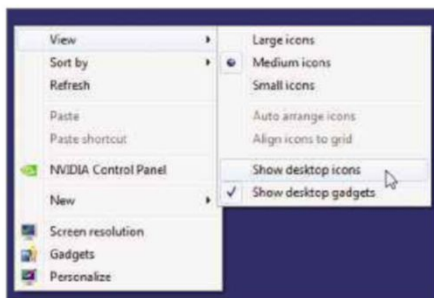 View
Sort by
Refresh
Paste
Paste shortcut
NVIDIA Control Panel
New
Screen resolution
Gadgets
Personalize
Large icons
Medium icons
Small icons
Auto arrange icons
Align icons to grid
Show desktop icons
Show desktop gadgets